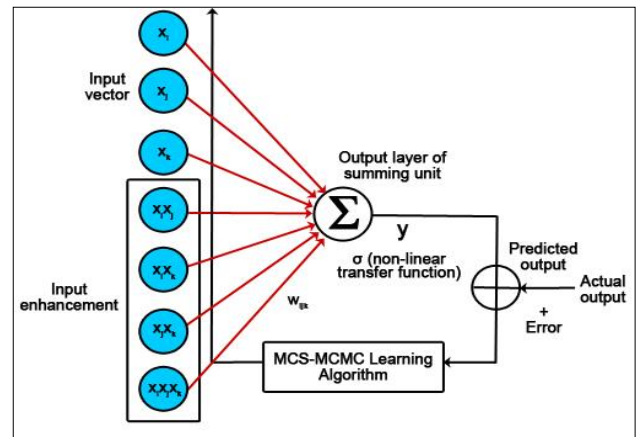 Xᵢ
Input
vector
Xⱼ
Xₖ
Output layer of
summing unit
XᵢXⱼ
Σ
y
σ (non-linear
transfer function)
Predicted
output
Actual
output
+
Error
Input
enhancement
XᵢXₖ
Wᵢⱼₖ
XⱼXₖ
MCS-MCMC Learning
Algorithm
XᵢXⱼXₖ